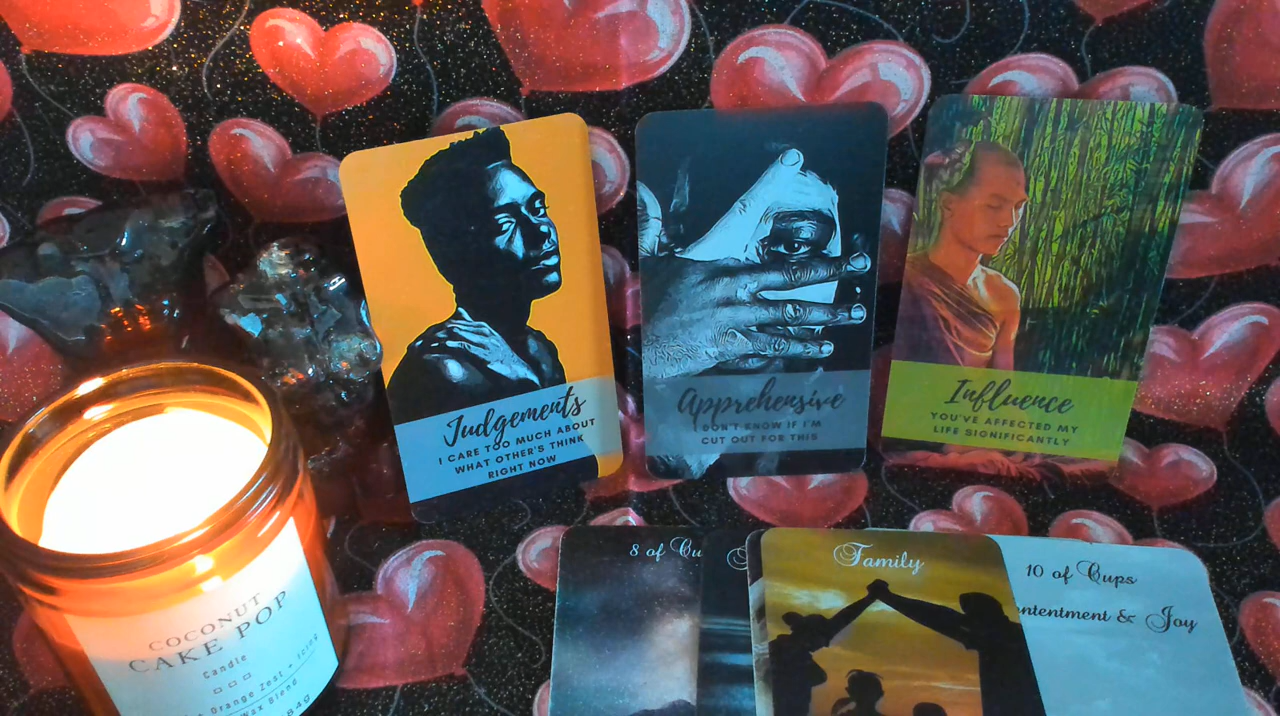 Judgements
I CARE TOO MUCH ABOUT
WHAT OTHER'S THINK
RIGHT NOW
Apprehensive
I DON'T KNOW IF I'M
CUT OUT FOR THIS
Influence
YOU'VE AFFECTED MY
LIFE SIGNIFICANTLY
8 of Cu
Family
10 of Cups
ntentment & Joy
COCONUT
CAKE POP
Candle
Orange Zest + Icing
Wax Blend